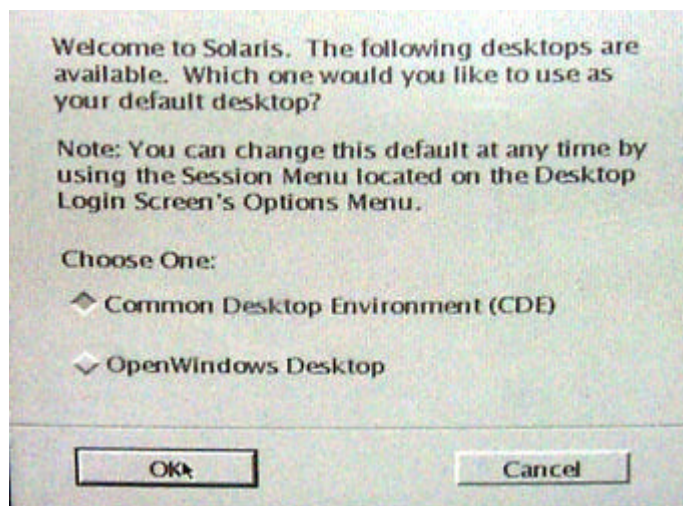 Welcome to Solaris. The following desktops are
available. Which one would you like to use as
your default desktop?
Note: You can change this default at any time by
using the Session Menu located on the Desktop
Login Screen's Options Menu.
Choose One:
Common Desktop Environment (CDE)
OpenWindows Desktop
OK
Cancel